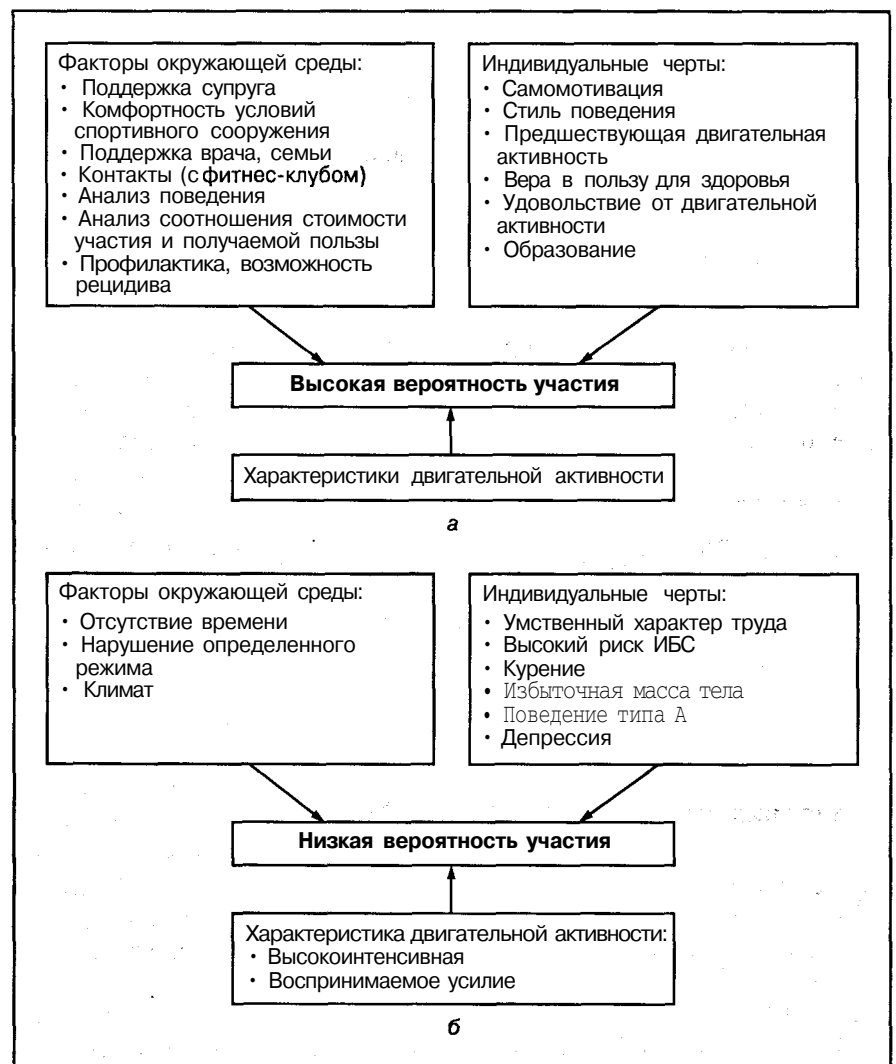 Факторы окружающей среды:
· Поддержка супруга
· Комфортность условий
спортивного сооружения
· Поддержка врача, семьи
· Контакты (с фитнес-клубом)
· Анализ поведения
· Анализ соотношения стоимости
участия и получаемой пользы
· Профилактика, возможность
рецидива
Индивидуальные черты:
· Самомотивация
· Стиль поведения
· Предшествующая двигательная
активность
· Вера в пользу для здоровья
· Удовольствие от двигательной
активности
· Образование
Высокая вероятность участия
Характеристики двигательной активности
а
Факторы окружающей среды:
· Отсутствие времени
· Нарушение определенного
режима
· Климат
Индивидуальные черты:
· Умственный характер труда
· Высокий риск ИБС
· Курение
• Избыточная масса тела
• Поведение типа А
· Депрессия
Низкая вероятность участия
Характеристика двигательной активности:
· Высокоинтенсивная
· Воспринимаемое усилие
б